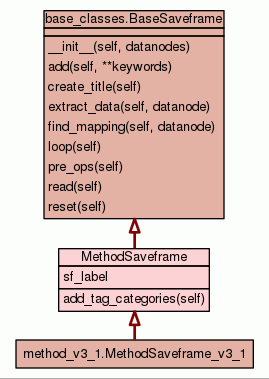 base_classes.BaseSaveframe
__init__(self, datanodes)
add(self, **keywords)
create_title(self)
extract_data(self, datanode)
find_mapping(self, datanode)
loop(self)
pre_ops(self)
read(self)
reset(self)
MethodSaveframe
sf_label
add_tag_categories(self)
method_v3_1.MethodSaveframe_v3_1